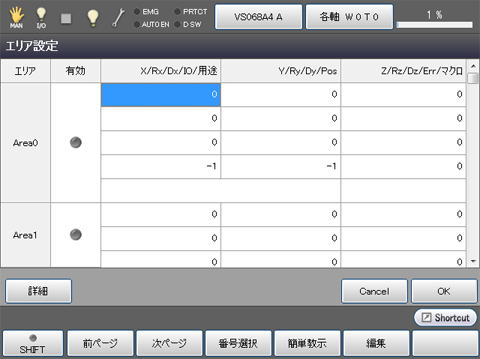 MAN I/O EMG PRTCT AUTO EN D SW VS068A4 A 各軸 W 0 T 0 1 %
エリア設定
エリア 有効 X/Rx/Dx/IO/用途 Y/Ry/Dy/Pos Z/Rz/Dz/Err/マクロ
0 0 0
0 0 0
Area0 0 0 0
-1 -1 0
0 0 0
Area1 0 0 0
0 0 0
詳細 Cancel OK
Shortcut
SHIFT 前ページ 次ページ 番号選択 簡単教示 編集